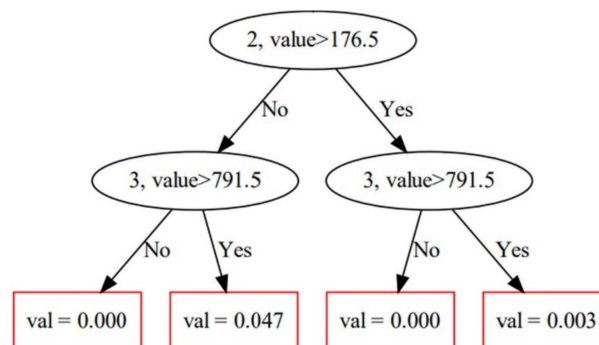 2, value>176.5
No
Yes
3, value>791.5
3, value>791.5
No
Yes
No
Yes
val = 0.000
val = 0.047
val = 0.000
val = 0.003